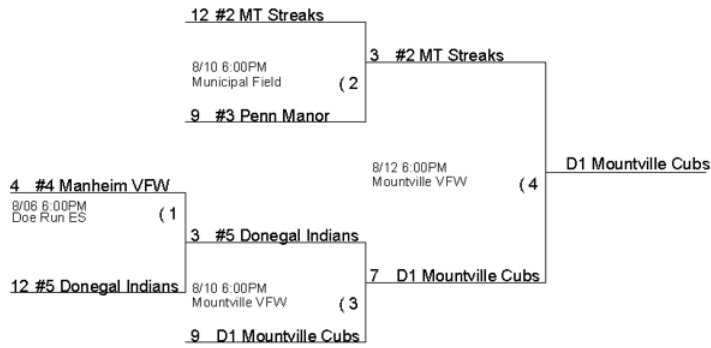 12 #2 MT Streaks
3 #2 MT Streaks
8/10 6:00PM
Municipal Field
( 2
9 #3 Penn Manor
8/12 6:00PM
Mountville VFW
( 4
D1 Mountville Cubs
4 #4 Manheim VFW
8/06 6:00PM
Doe Run ES
( 1
3 #5 Donegal Indians
12 #5 Donegal Indians
8/10 6:00PM
Mountville VFW
( 3
7 D1 Mountville Cubs
9 D1 Mountville Cubs